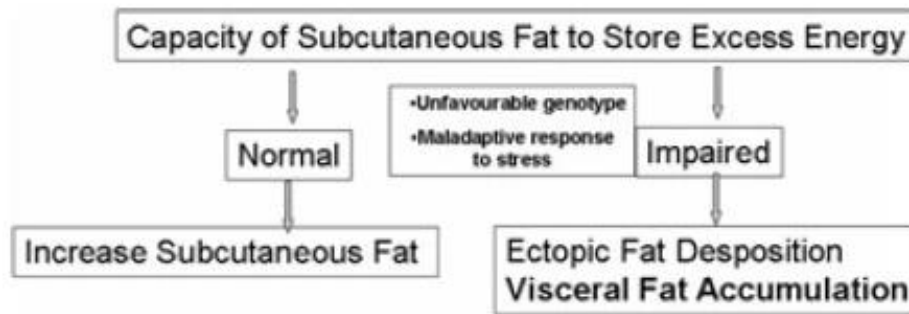 Capacity of Subcutaneous Fat to Store Excess Energy
•Unfavourable genotype
•Maladaptive response
to stress
Normal
Impaired
Increase Subcutaneous Fat
Ectopic Fat Desposition
Visceral Fat Accumulation